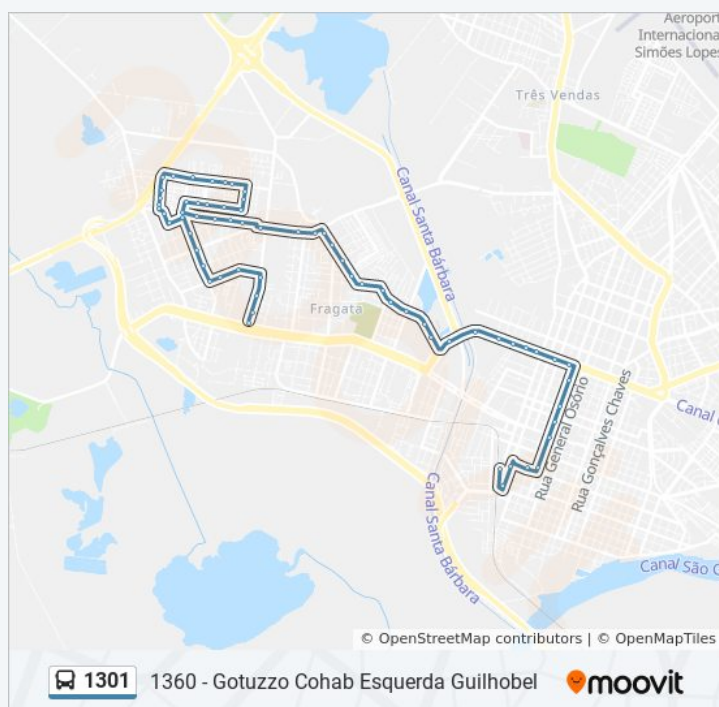 Aeroport
Internaciona
Simões Lopes
Três Vendas
Canal Santa Bárbara
Fragata
Rua General Osório
Rua Gonçalves Chaves
Canal
Canal Santa Bárbara
Canal São G
© OpenStreetMap contributors | © OpenMapTiles
1301 1360 - Gotuzzo Cohab Esquerda Guilhobel
moovit